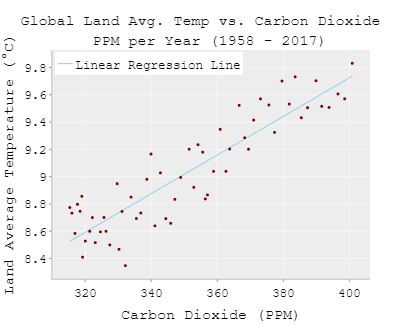 Global Land Avg. Temp vs. Carbon Dioxide
PPM per Year (1958 - 2017)
Linear Regression Line
Land Average Temperature (°C)
9.8
9.6
9.4
9.2
9
8.8
8.6
8.4
320 340 360 380 400
Carbon Dioxide (PPM)